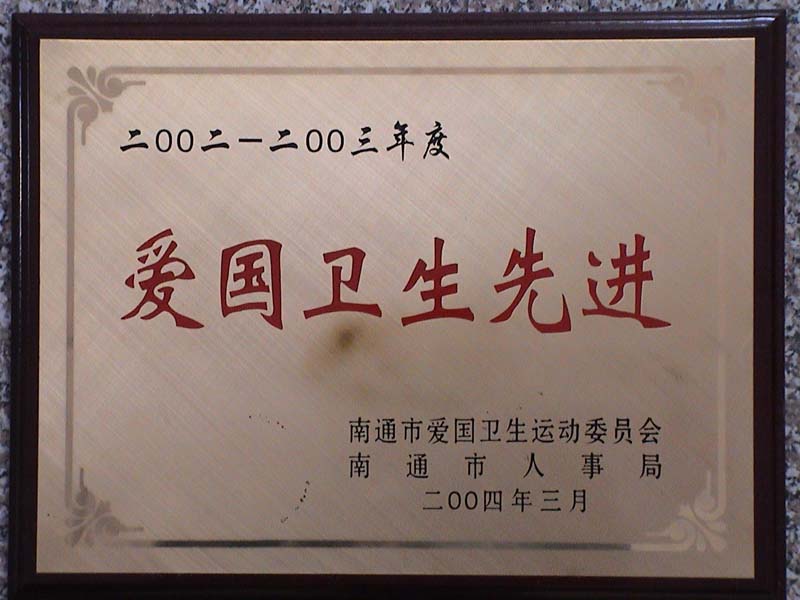 二00二－二00三年度
爱国卫生先进
南通市爱国卫生运动委员会
南通市人事局
二00四年三月